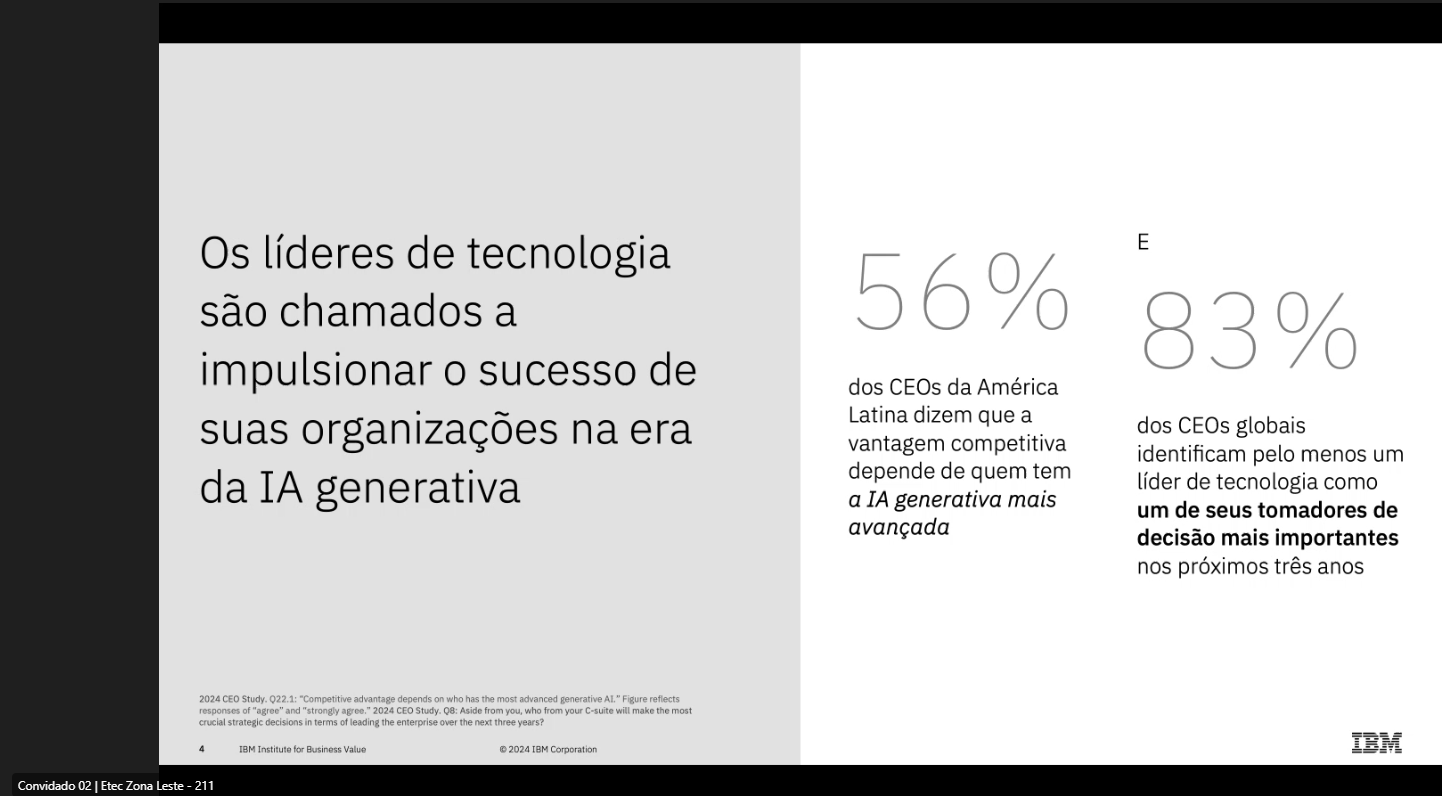 Os líderes de tecnologia
são chamados a
impulsionar o sucesso de
suas organizações na era
da IA generativa
56%
dos CEOs da América
Latina dizem que a
vantagem competitiva
depende de quem tem
a IA generativa mais
avançada
E
83%
dos CEOs globais
identificam pelo menos um
líder de tecnologia como
um de seus tomadores de
decisão mais importantes
nos próximos três anos
2024 CEO Study. Q22.1: “Competitive advantage depends on who has the most advanced generative AI.” Figure reflects
responses of “agree” and “strongly agree.” 2024 CEO Study. Q8: Aside from you, who from your C-suite will make the most
crucial strategic decisions in terms of leading the enterprise over the next three years?
4 IBM Institute for Business Value © 2024 IBM Corporation
IBM
Convidado 02 | Etec Zona Leste - 211